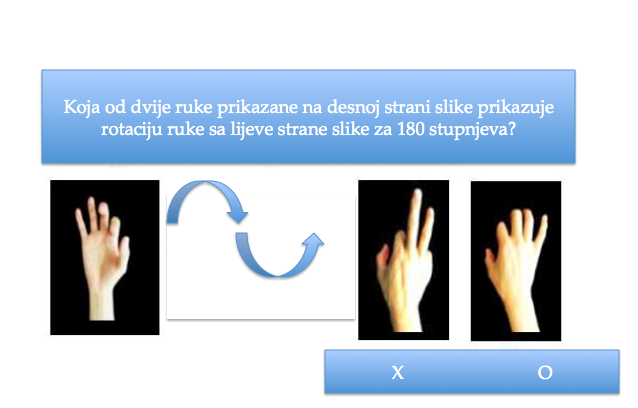 Koja od dvije ruke prikazane na desnoj strani slike prikazuje
rotaciju ruke sa lijeve strane slike za 180 stupnjeva?
X O